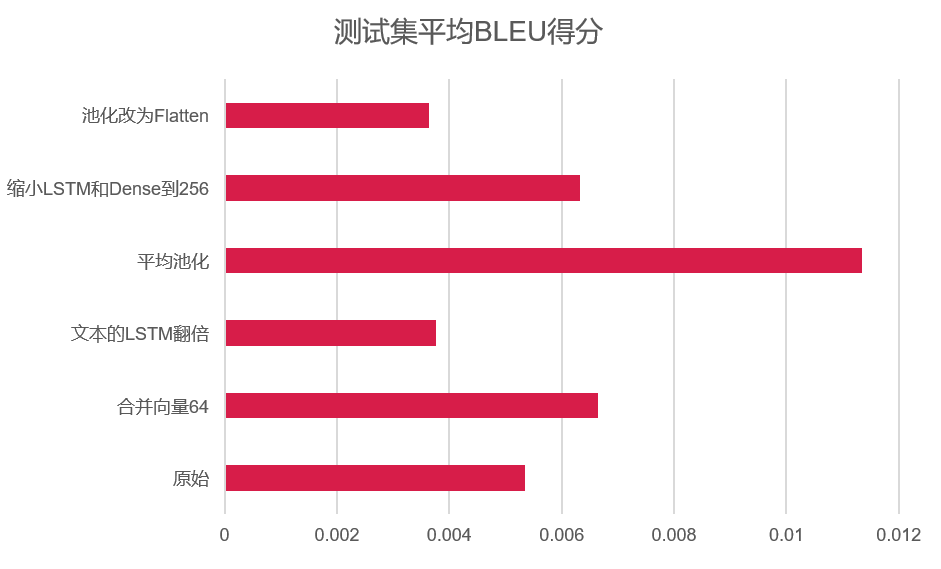 测试集平均BLEU得分
池化改为Flatten
缩小LSTM和Dense到256
平均池化
文本的LSTM翻倍
合并向量64
原始
0 0.002 0.004 0.006 0.008 0.01 0.012